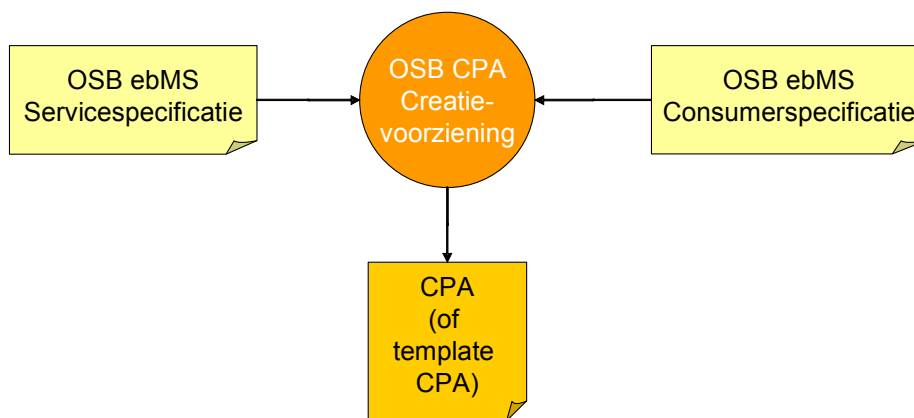 OSB ebMS
Servicespecificatie
OSB CPA
Creatie-
voorziening
OSB ebMS
Consumerspecificatie
CPA
(of
template
CPA)